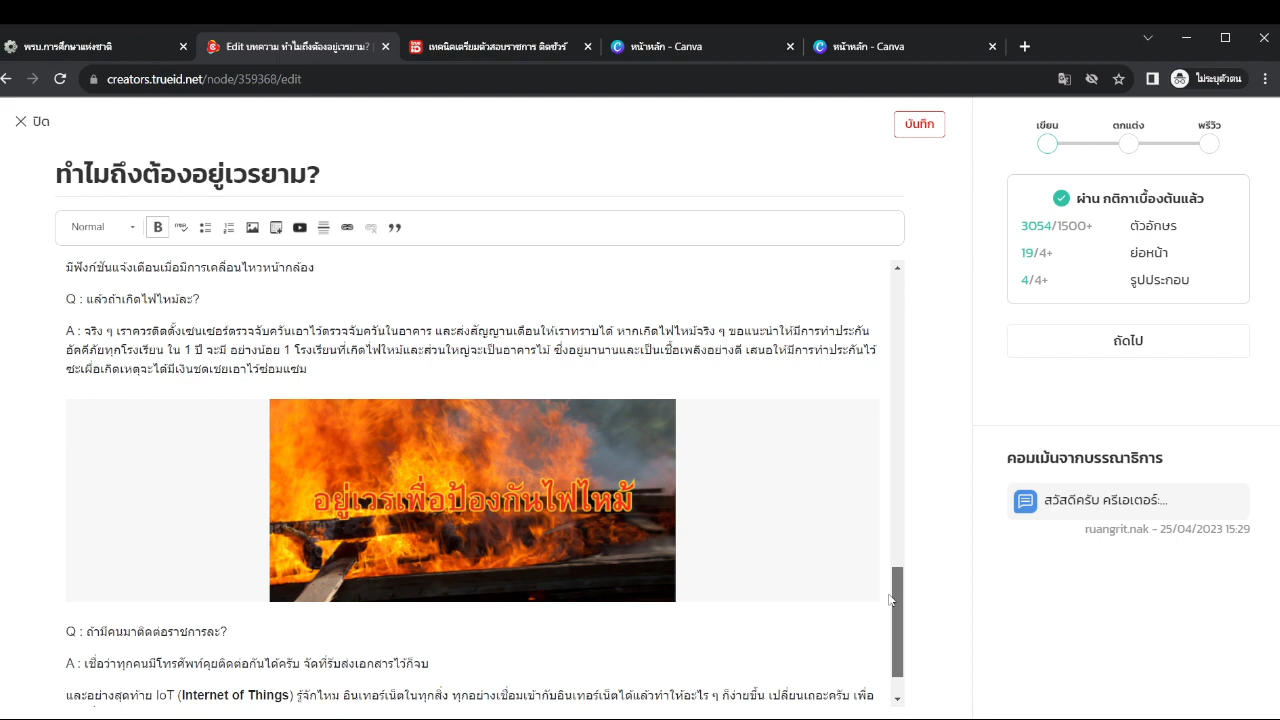 พรบ.การศึกษาแห่งชาติ
Edit บทความ ทำไมถึงต้องอยู่เวรยาม? |
เทคนิคเตรียมตัวสอบราชการ ติดชัวร์
หน้าหลัก - Canva
หน้าหลัก - Canva
creators.trueid.net/node/359368/edit
ไม่ระบุตัวตน
ปิด
บันทึก
ทำไมถึงต้องอยู่เวรยาม?
Normal
B
มีฟังก์ชันแจ้งเตือนเมื่อมีการเคลื่อนไหวหน้ากล้อง
Q : แล้วถ้าเกิดไฟไหม้ละ?
A : จริง ๆ เราควรติดตั้งเซนเซอร์ตรวจจับควันเอาไว้ตรวจจับควันในอาคาร และส่งสัญญานเตือนให้เราทราบได้ หากเกิดไฟไหม้จริง ๆ ขอแนะนำให้มีการทำประกัน
อัคคีภัยทุกโรงเรียน ใน 1 ปี จะมี อย่างน้อย 1 โรงเรียนที่เกิดไฟไหม้และส่วนใหญ่จะเป็นอาคารไม้ ซึ่งอยู่มานานและเป็นเชื้อเพลิงอย่างดี เสนอให้มีการทำประกันไว้
ซะเผื่อเกิดเหตุจะได้มีเงินชดเชยเอาไว้ซ่อมแซม
อยู่เวรเพื่อป้องกันไฟไหม้
Q : ถ้ามีคนมาติดต่อราชการละ?
A : เชื่อว่าทุกคนมีโทรศัพท์คุยติดต่อกันได้ครับ จัดที่รับส่งเอกสารไว้ก็จบ
และอย่างสุดท้าย IoT (Internet of Things) รู้จักไหม อินเทอร์เน็ตในทุกสิ่ง ทุกอย่างเชื่อมเข้ากับอินเทอร์เน็ตได้แล้วทำให้อะไร ๆ ก็ง่ายขึ้น เปลี่ยนเถอะครับ เพื่อ
เขียน
ตกแต่ง
พรีวิว
ผ่าน กติกาเบื้องต้นแล้ว
3054/1500+ ตัวอักษร
19/4+ ย่อหน้า
4/4+ รูปประกอบ
ถัดไป
คอมเม้นจากบรรณาธิการ
สวัสดีครับ ครีเอเตอร์:...
ruangrit.nak - 25/04/2023 15:29